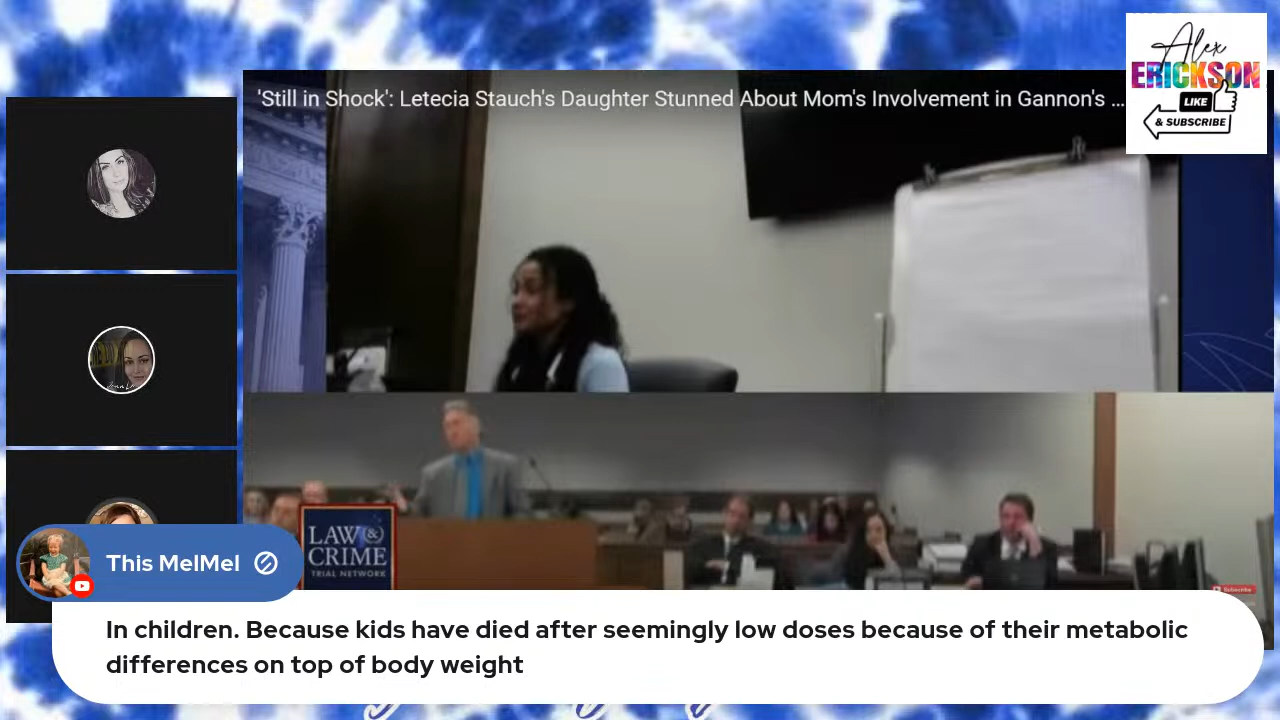 'Still in Shock': Letecia Stauch's Daughter Stunned About Mom's Involvement in Gannon's ...
Alex
ERICKSON
LIKE
& SUBSCRIBE
LAW &
CRIME
TRIAL NETWORK
Subscribe
This MelMel
In children. Because kids have died after seemingly low doses because of their metabolic
differences on top of body weight